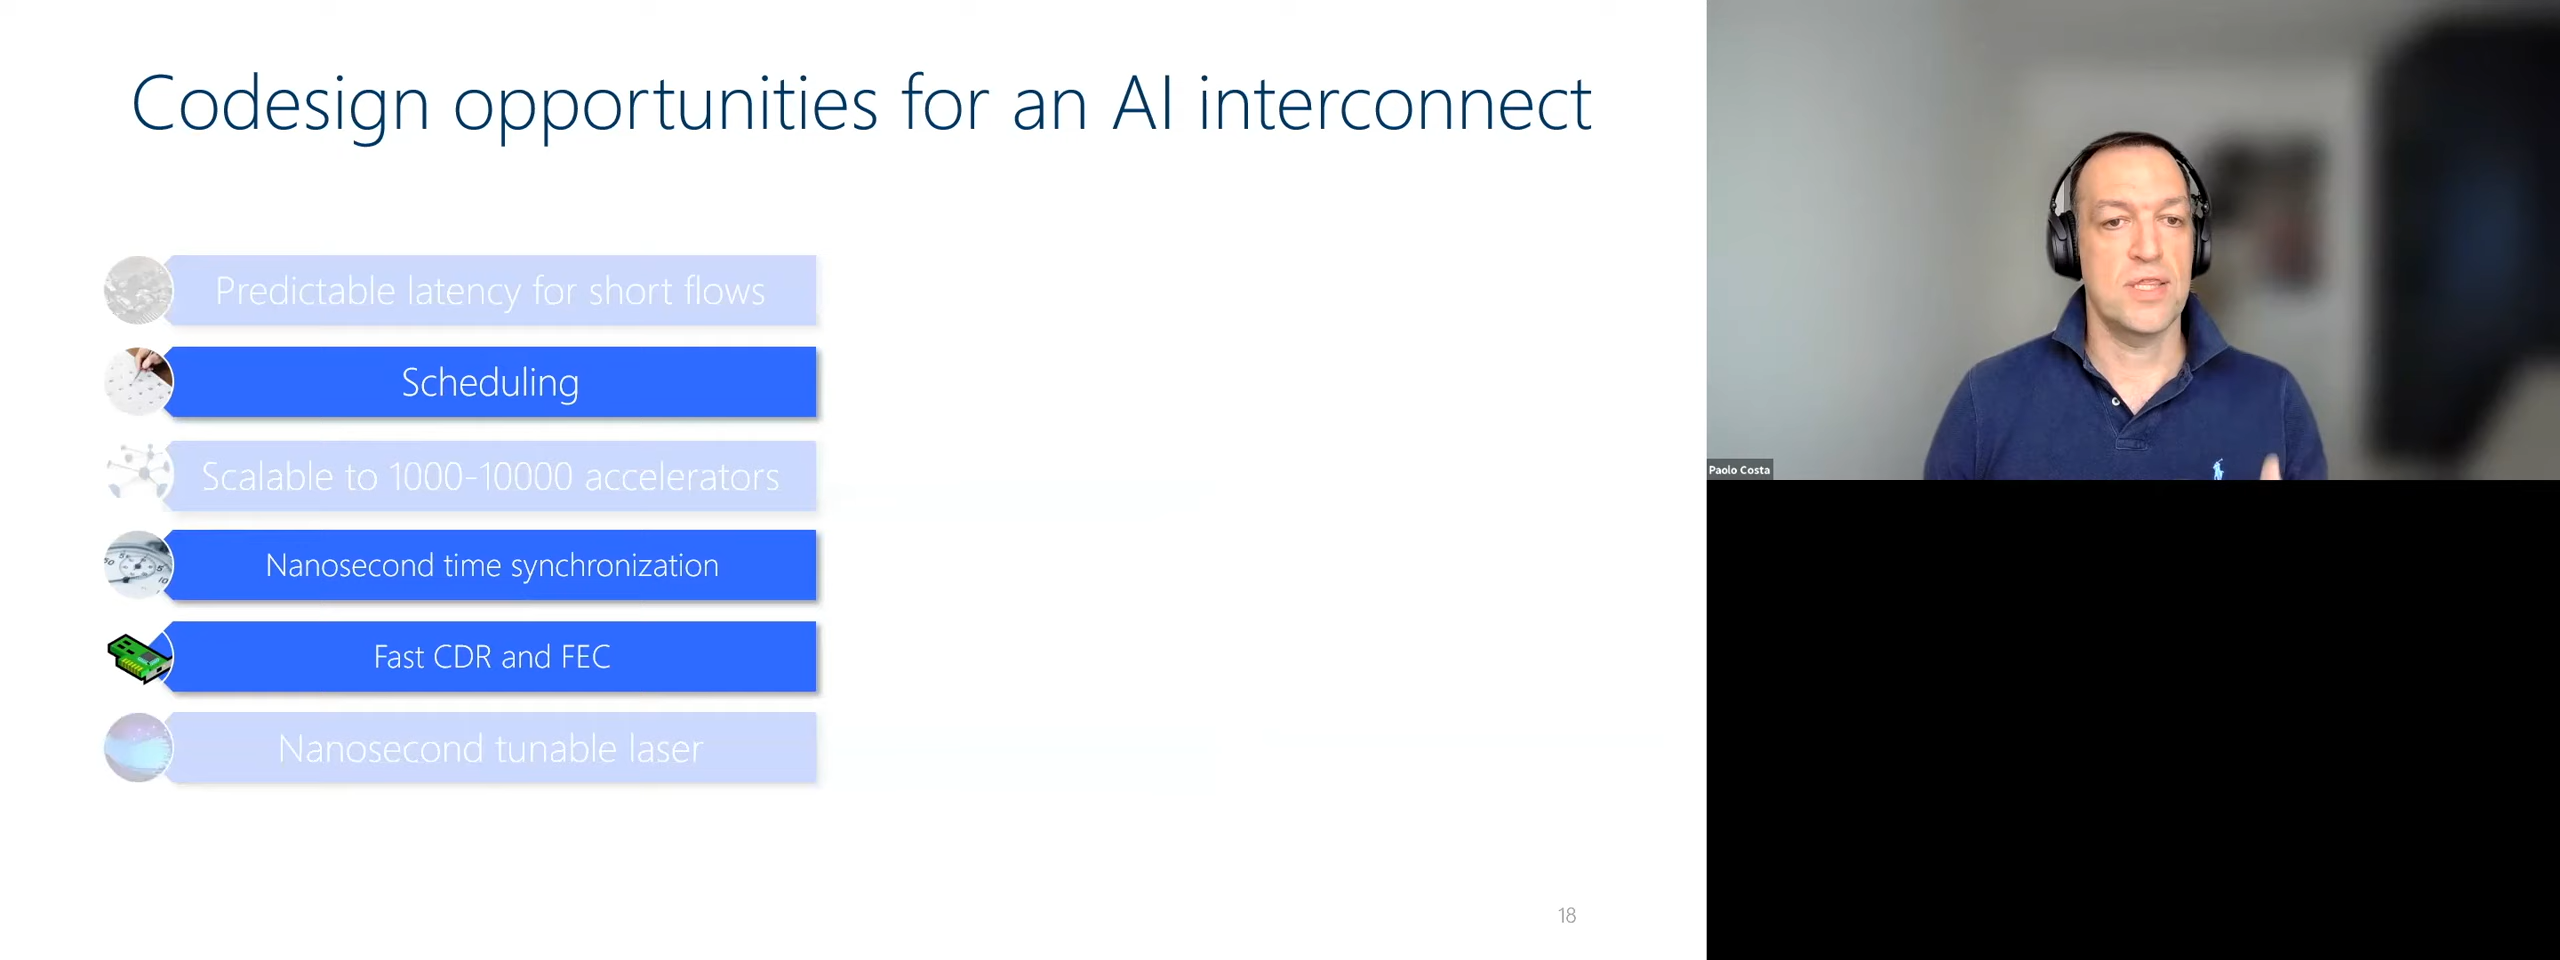 Codesign opportunities for an AI interconnect
Predictable latency for short flows
Scheduling
Scalable to 1000-10000 accelerators
Nanosecond time synchronization
Fast CDR and FEC
Nanosecond tunable laser
18
Paolo Costa